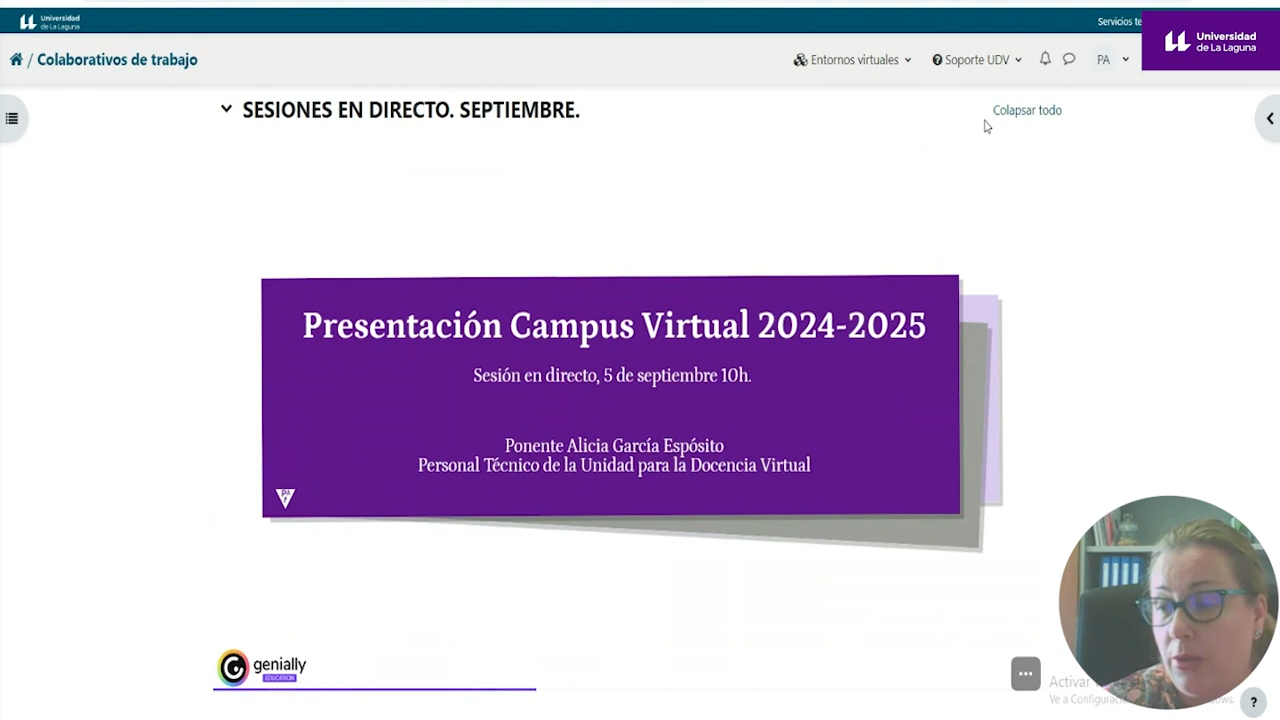 Universidad
de La Laguna
Servicios te
Universidad
de La Laguna
/ Colaborativos de trabajo
Entornos virtuales
Soporte UDV
PA
SESIONES EN DIRECTO. SEPTIEMBRE.
Colapsar todo
Presentación Campus Virtual 2024-2025
Sesión en directo, 5 de septiembre 10h.
Ponente Alicia García Espósito
Personal Técnico de la Unidad para la Docencia Virtual
genially
EDUCATION
Activar
Ve a Configurac
?